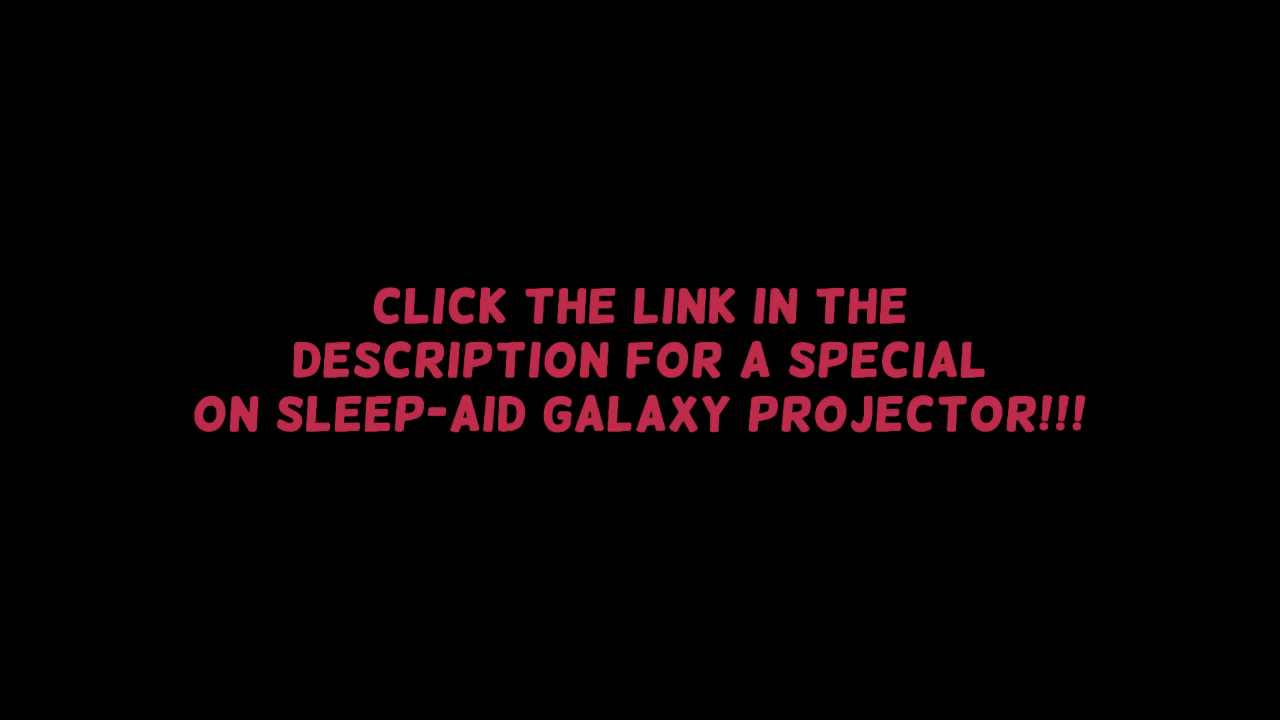 CLICK THE LINK IN THE
DESCRIPTION FOR A SPECIAL
ON SLEEP-AID GALAXY PROJECTOR!!!